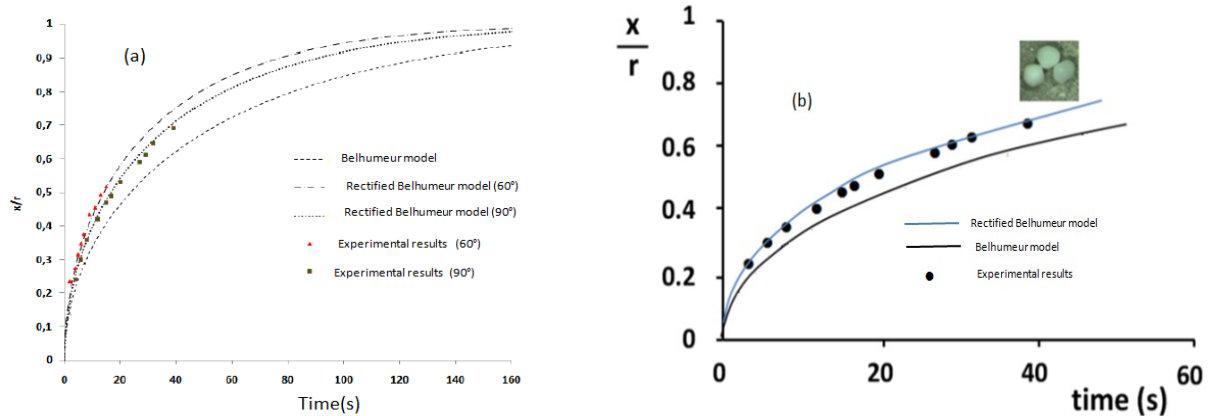 (a)
1
0,9
0,8
0,7
0,6
0,5
0,4
0,3
0,2
0,1
0
x/r
0 20 40 60 80 100 120 140 160
Time(s)
Belhumeur model
Rectified Belhumeur model (60°)
Rectified Belhumeur model (90°)
Experimental results (60°)
Experimental results (90°)
x
r
1
0.8
0.6
0.4
0.2
0
(b)
Rectified Belhumeur model
Belhumeur model
Experimental results
0 20 40 60
time (s)